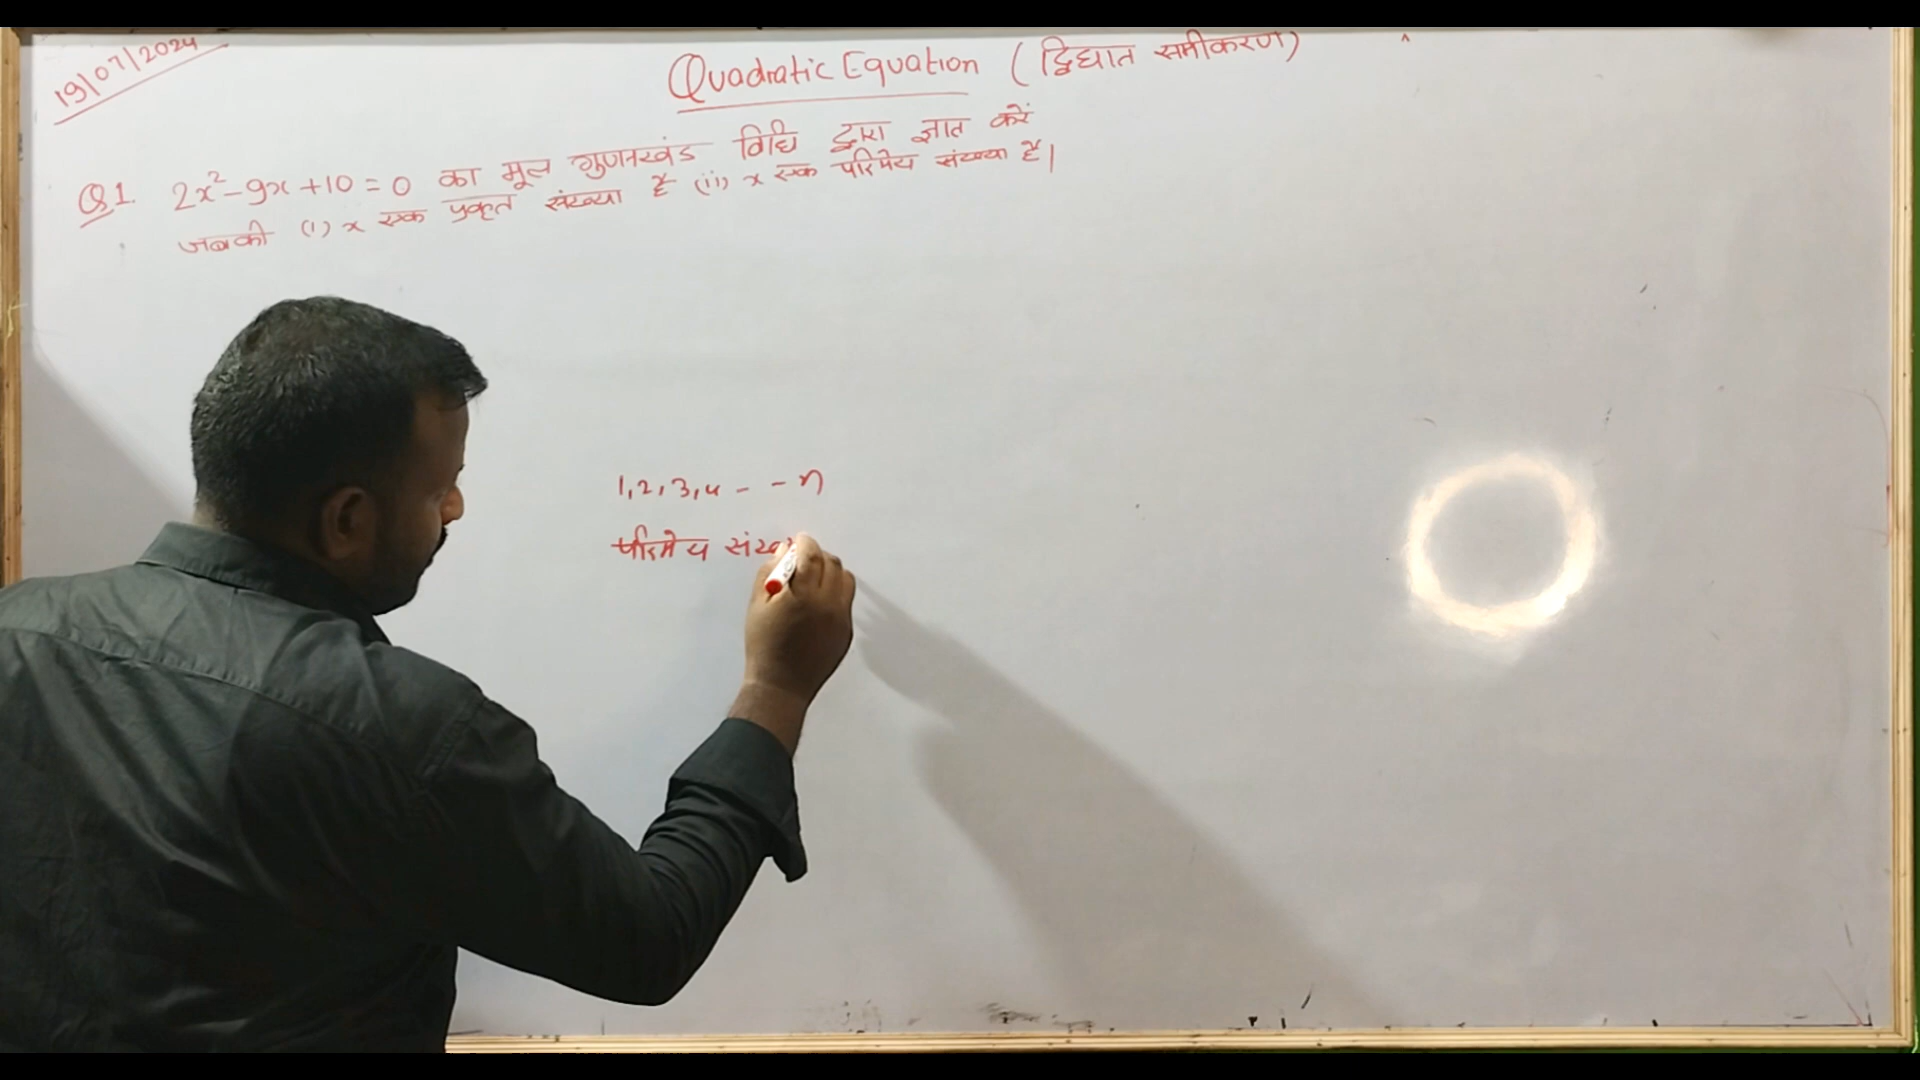 19/07/2024
Quadratic Equation (द्विघात समीकरण)
Q1. 2x²-9x+10=0 का मूल गुणनखंड विधि द्वारा ज्ञात करें
जबकी (i) x एक प्रकृत संख्या है (ii) x एक परिमेय संख्या है।
1,2,3,4 - - n
परिमेय